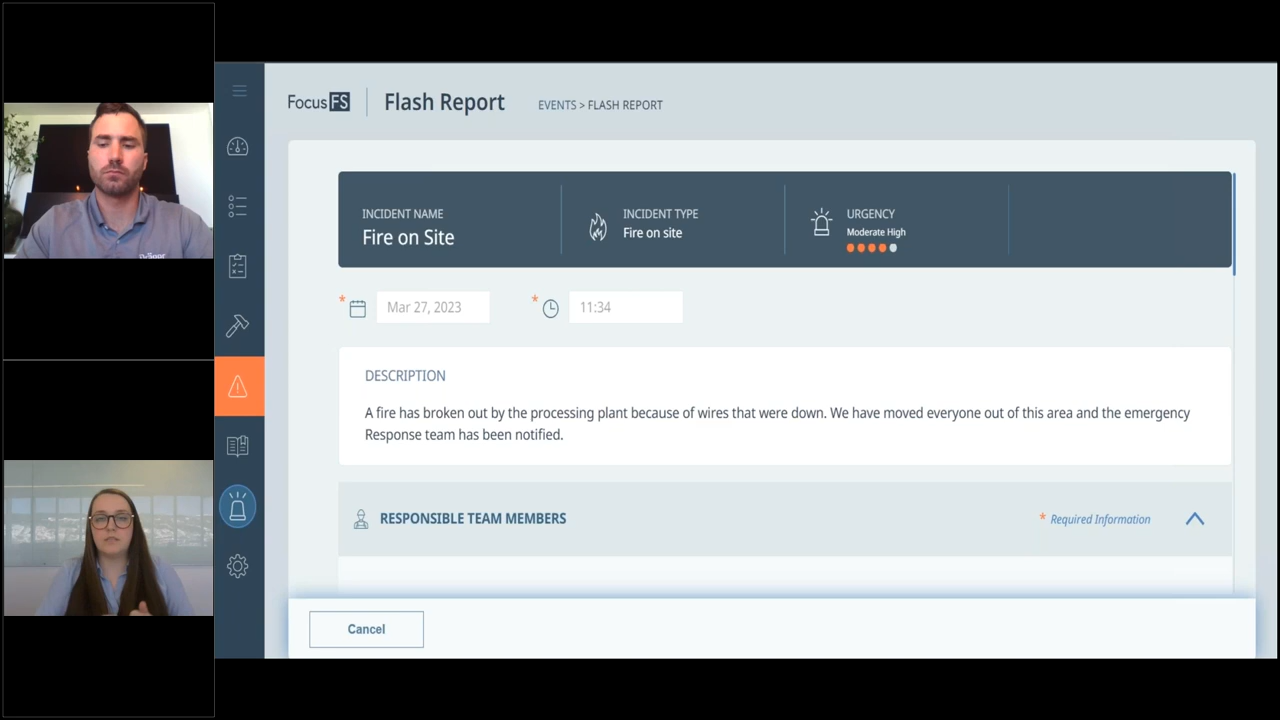 FocusFS
Flash Report
EVENTS > FLASH REPORT
INCIDENT NAME
Fire on Site
INCIDENT TYPE
Fire on site
URGENCY
Moderate High
* Mar 27, 2023
* 11:34
DESCRIPTION
A fire has broken out by the processing plant because of wires that were down. We have moved everyone out of this area and the emergency
Response team has been notified.
RESPONSIBLE TEAM MEMBERS
* Required Information
Cancel